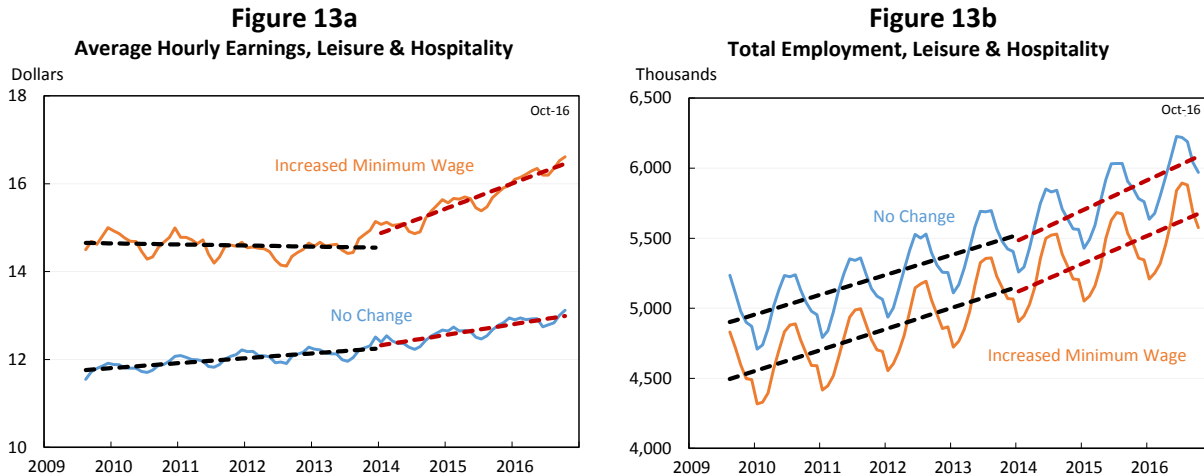 Figure 13a
Average Hourly Earnings, Leisure & Hospitality
Dollars
18
16
14
12
10
Oct-16
Increased Minimum Wage
No Change
2009 2010 2011 2012 2013 2014 2015 2016
Figure 13b
Total Employment, Leisure & Hospitality
Thousands
6,500
6,000
5,500
5,000
4,500
4,000
Oct-16
No Change
Increased Minimum Wage
2009 2010 2011 2012 2013 2014 2015 2016